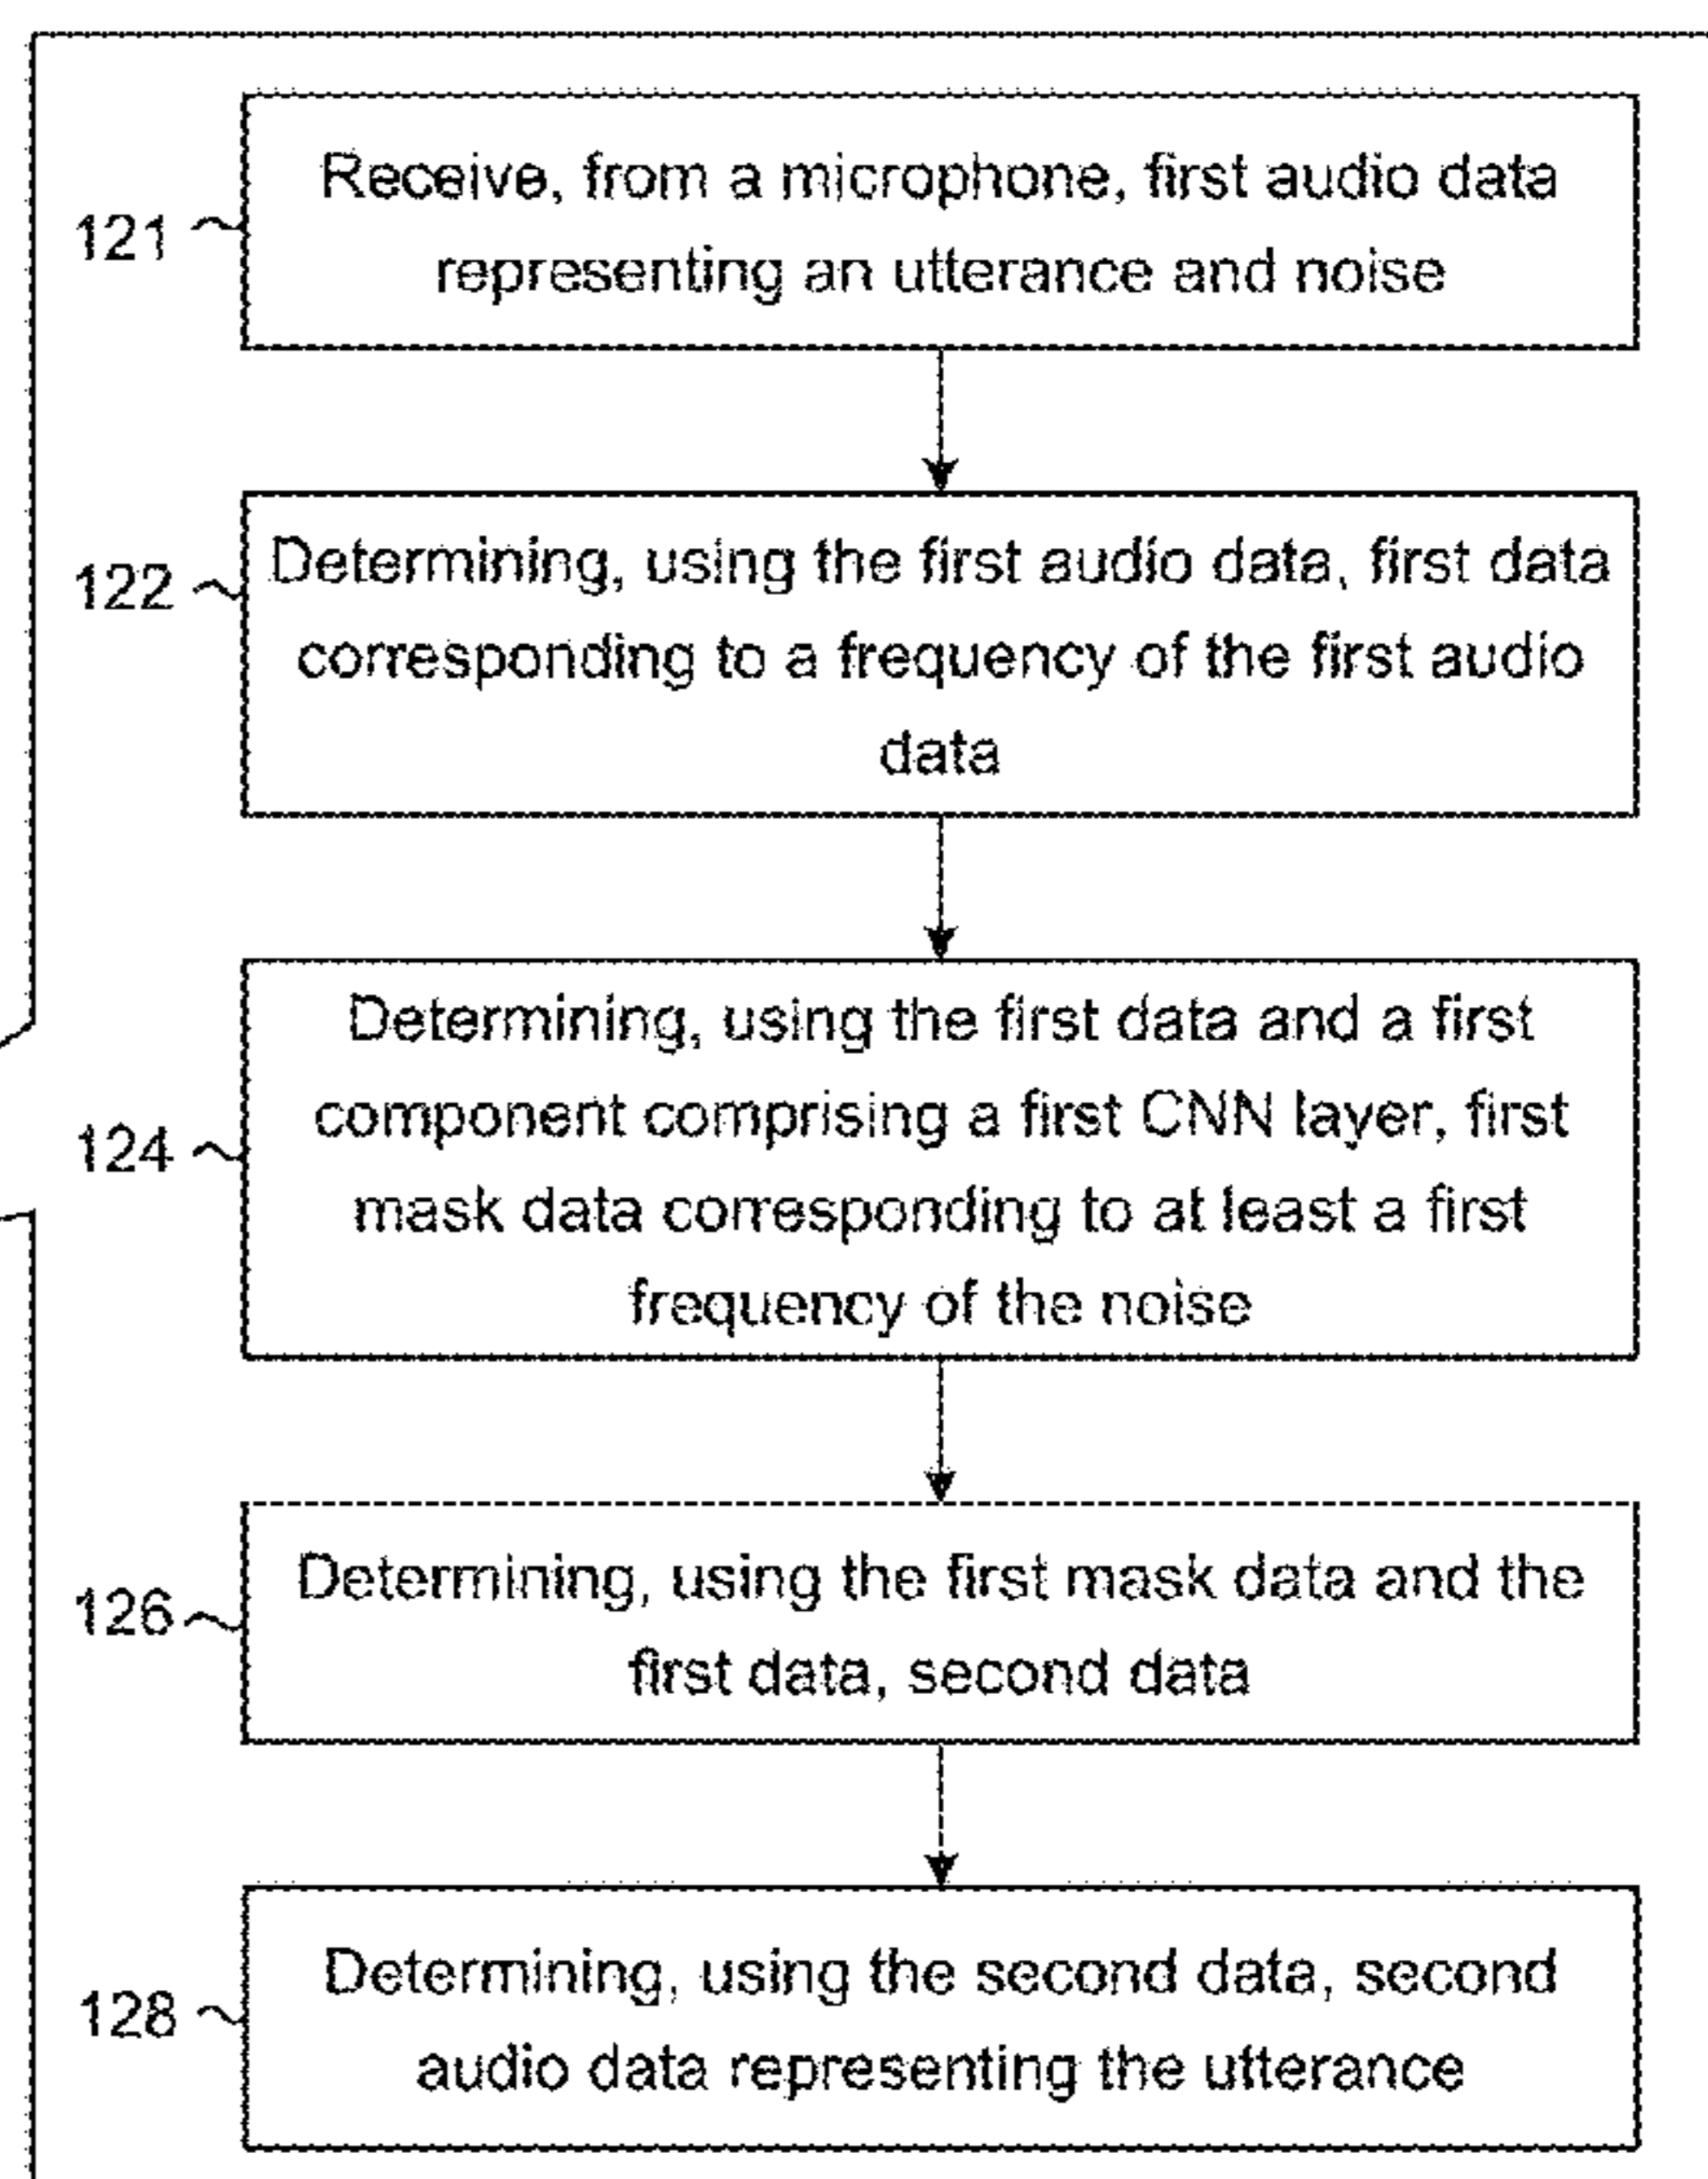 Receive, from a microphone, first audio data
121
representing an utterance and noise
Determining, using the first audio data, first data
122
corresponding to a frequency of the first audio
data
Determining, using the first data and a first
component comprising a first CNN layer, first
124
mask data corresponding to at least a first
frequency of the noise
Determining, using the first mask data and the
126
first data, second data
Determining, using the second data, second
128
audio data representing the utterance